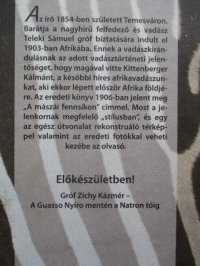 Az író 1854-ben született Temesváron.
Barátja a nagyhírű felfedező és vadász
Teleki Sámuel gróf bíztatására indult el
1903-ban Afrikába. Ennek a vadászkirán-
dulásnak az adott vadásztörténeti jelen-
tőséget, hogy magával vitte Kittenberger
Kálmánt, a későbbi híres afrikavadászun-
kat, aki ekkor lépett először Afrika földjé-
re. Az eredeti könyv 1906-ban jelent meg
„A mászái fennsíkon" címmel. Most a je-
lenkornak megfelelő „stílusban", és egy
az egész útvonalat rekonstruáló térkép-
pel valamint az eredeti fotókkal veheti
kezébe az olvasó.
Előkészületben!
Gróf Zichy Kázmér –
A Guasso Nyiro mentén a Natron tóig